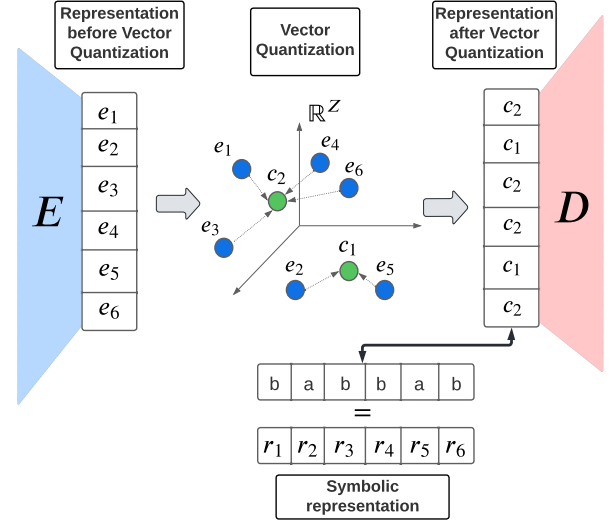 Representation
before Vector
Quantization
Vector
Quantization
Representation
after Vector
Quantization
E
e1
e2
e3
e4
e5
e6
ℝ^Z
e1
e4
c2
e6
e3
c1
e2
e5
c2
c1
c2
c2
c1
c2
D
b a b b a b
=
r1 r2 r3 r4 r5 r6
Symbolic
representation